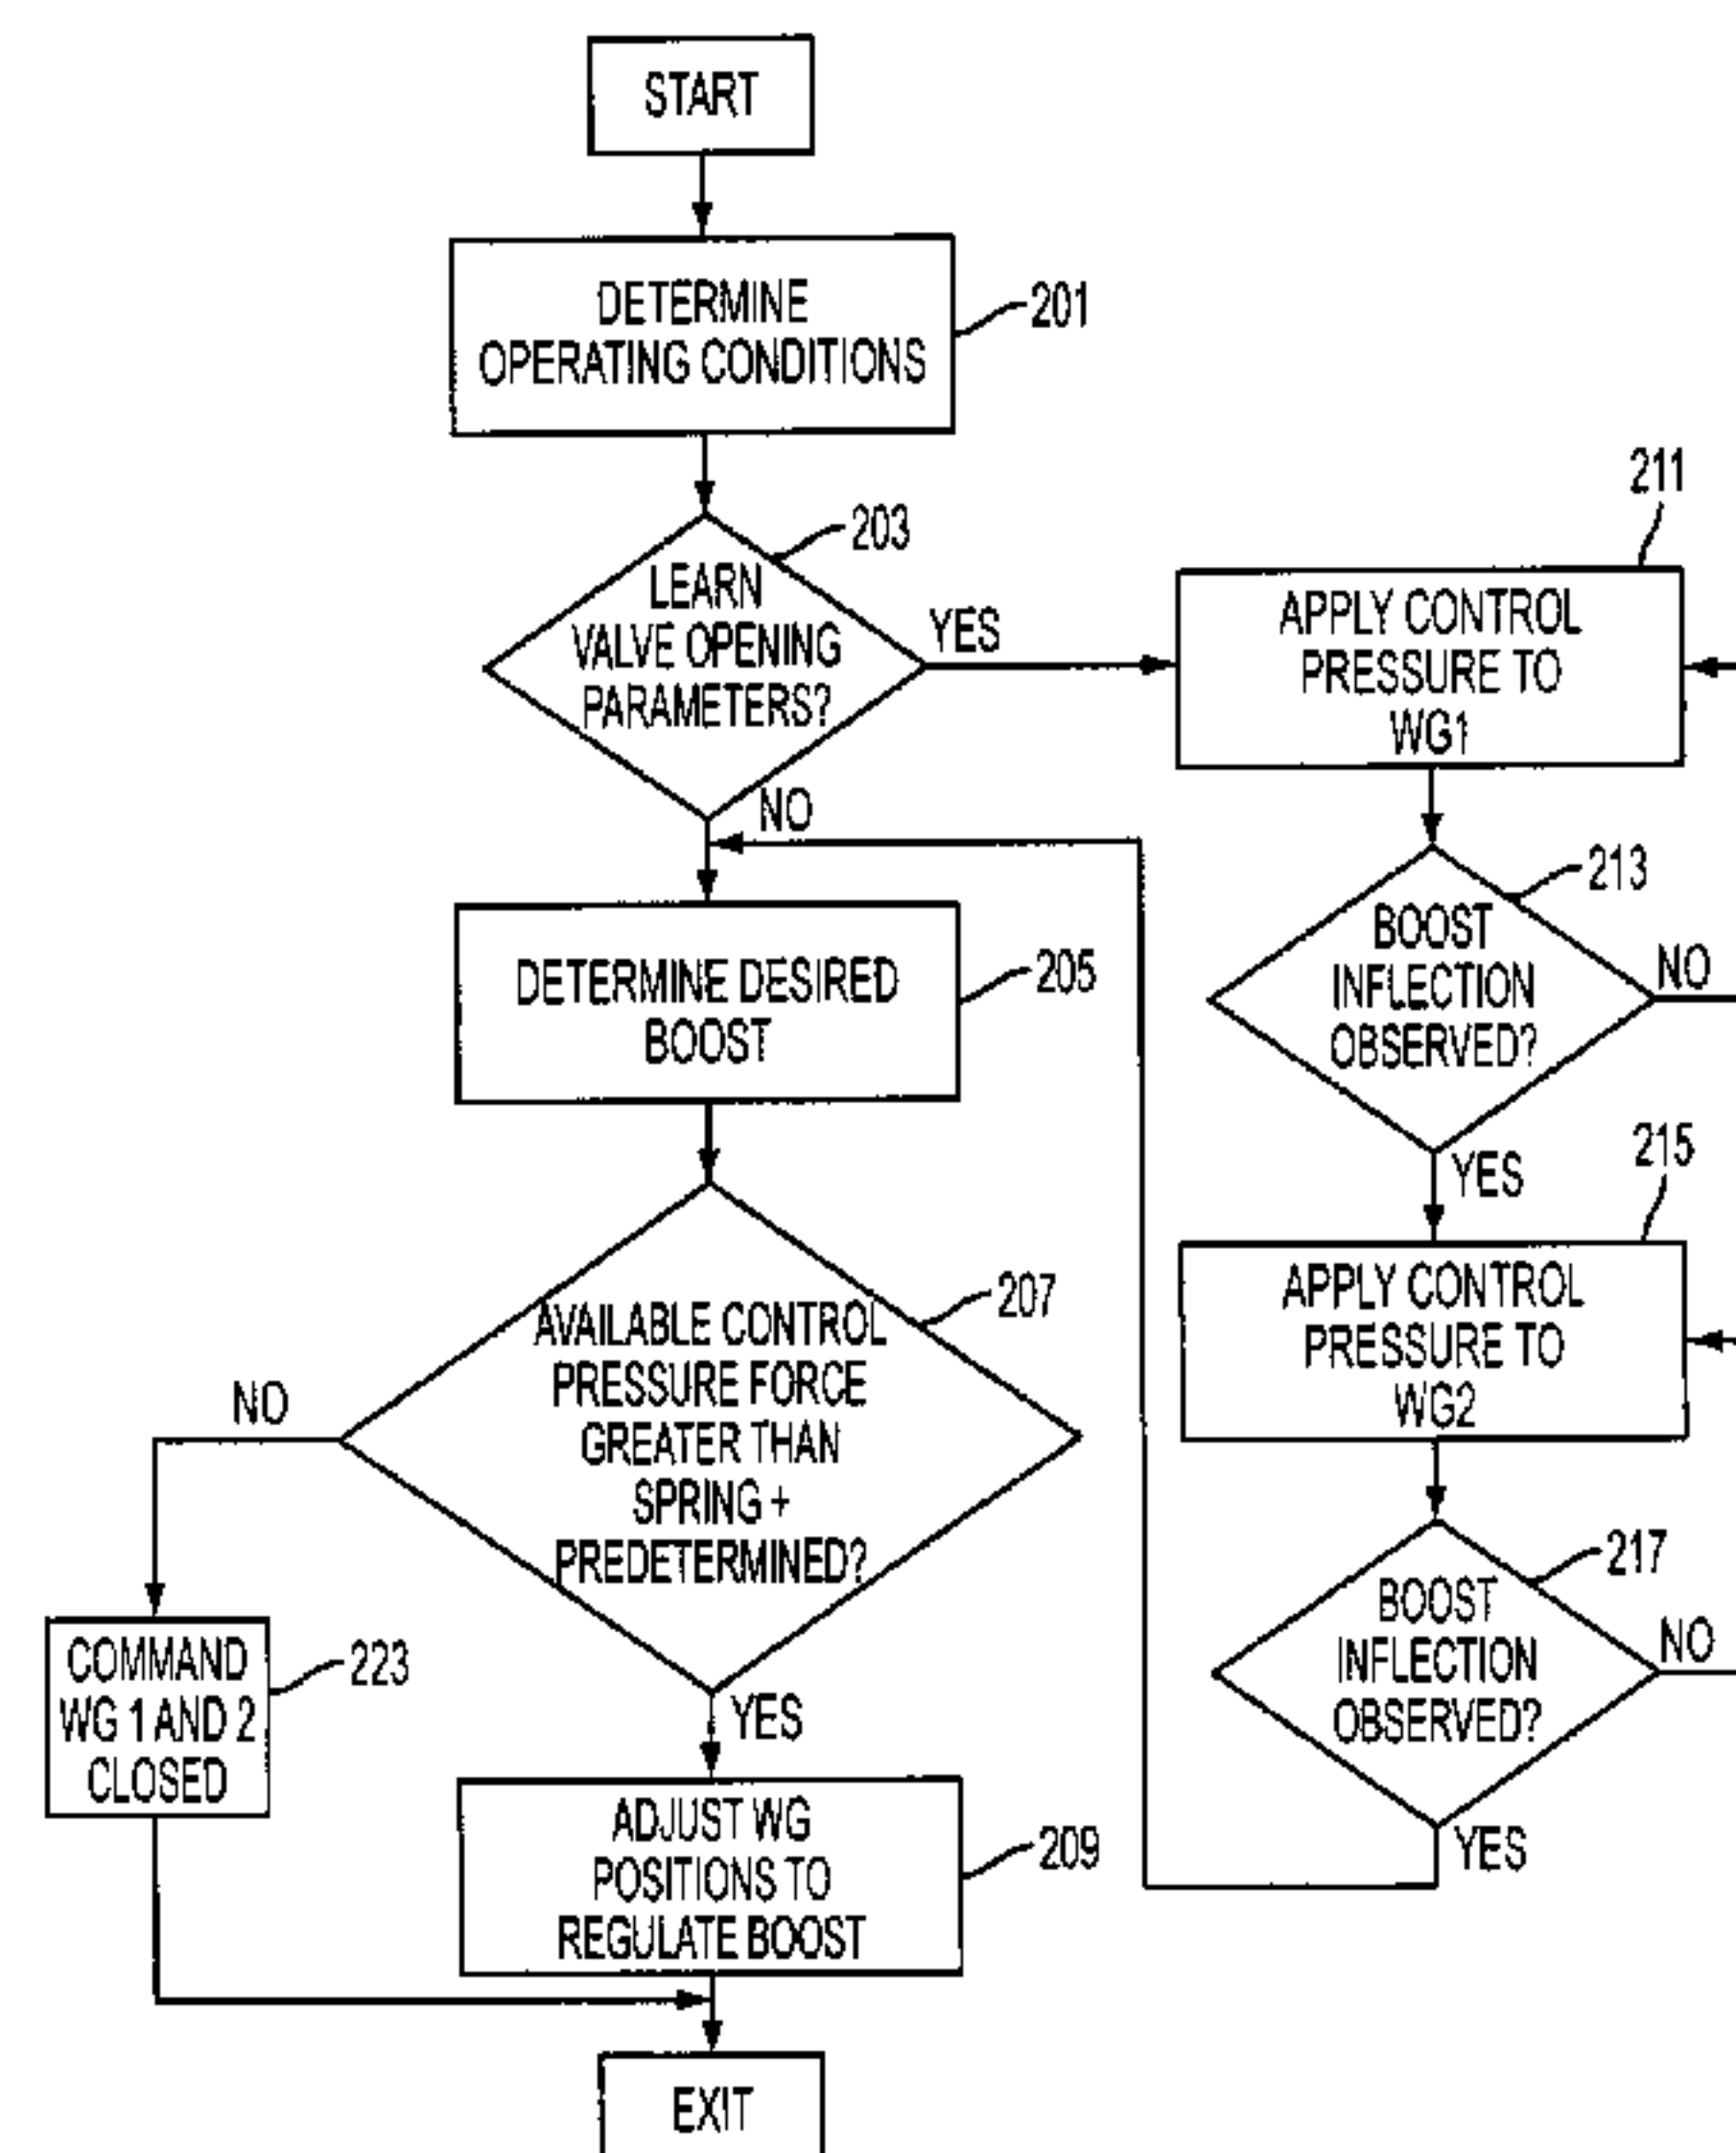 START
DETERMINE
OPERATING CONDITIONS
201
LEARN
VALVE OPENING
PARAMETERS?
203
YES
NO
DETERMINE DESIRED
BOOST
205
AVAILABLE CONTROL
PRESSURE FORCE
GREATER THAN
SPRING +
PREDETERMINED?
207
NO
YES
COMMAND
WG 1 AND 2
CLOSED
223
ADJUST WG
POSITIONS TO
REGULATE BOOST
209
EXIT
211
APPLY CONTROL
PRESSURE TO
WG1
213
BOOST
INFLECTION
OBSERVED?
NO
YES
215
APPLY CONTROL
PRESSURE TO
WG2
217
BOOST
INFLECTION
OBSERVED?
NO
YES